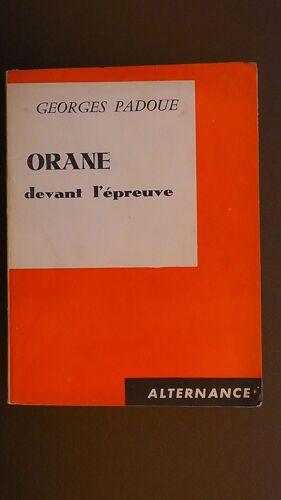 GEORGES PADOUE
ORANE
devant l'épreuve
ALTERNANCE